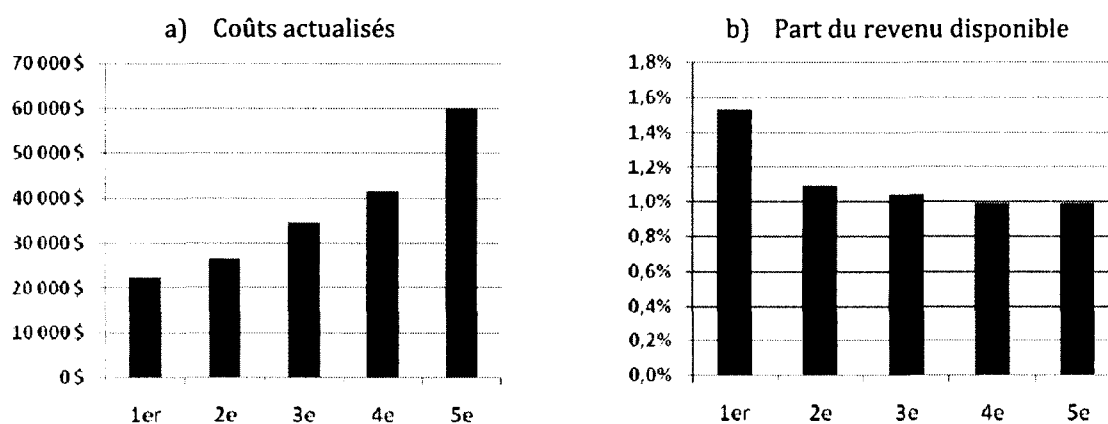 a) Coûts actualisés
70 000 $
60 000 $
50 000 $
40 000 $
30 000 $
20 000 $
10 000 $
0 $
1er 2e 3e 4e 5e
b) Part du revenu disponible
1,8%
1,6%
1,4%
1,2%
1,0%
0,8%
0,6%
0,4%
0,2%
0,0%
1er 2e 3e 4e 5e